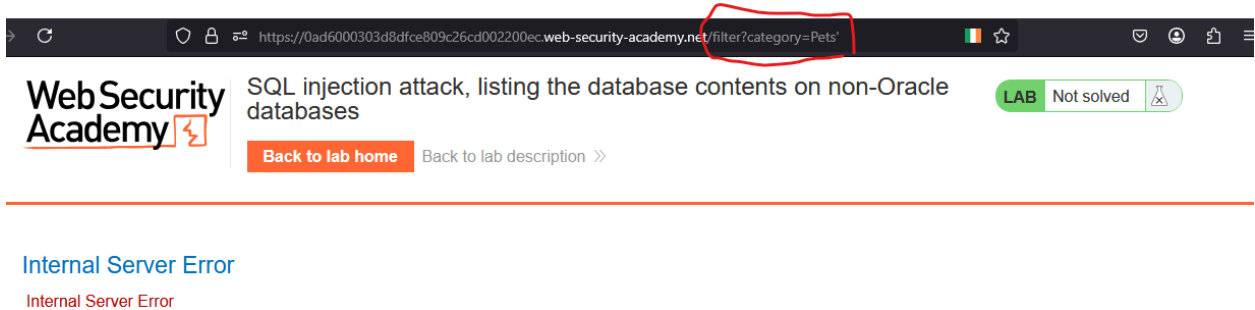 https://0ad6000303d8dfce809c26cd002200ec.web-security-academy.net/filter?category=Pets'
WebSecurity
Academy
SQL injection attack, listing the database contents on non-Oracle
databases
LAB Not solved
Back to lab home Back to lab description
Internal Server Error
Internal Server Error